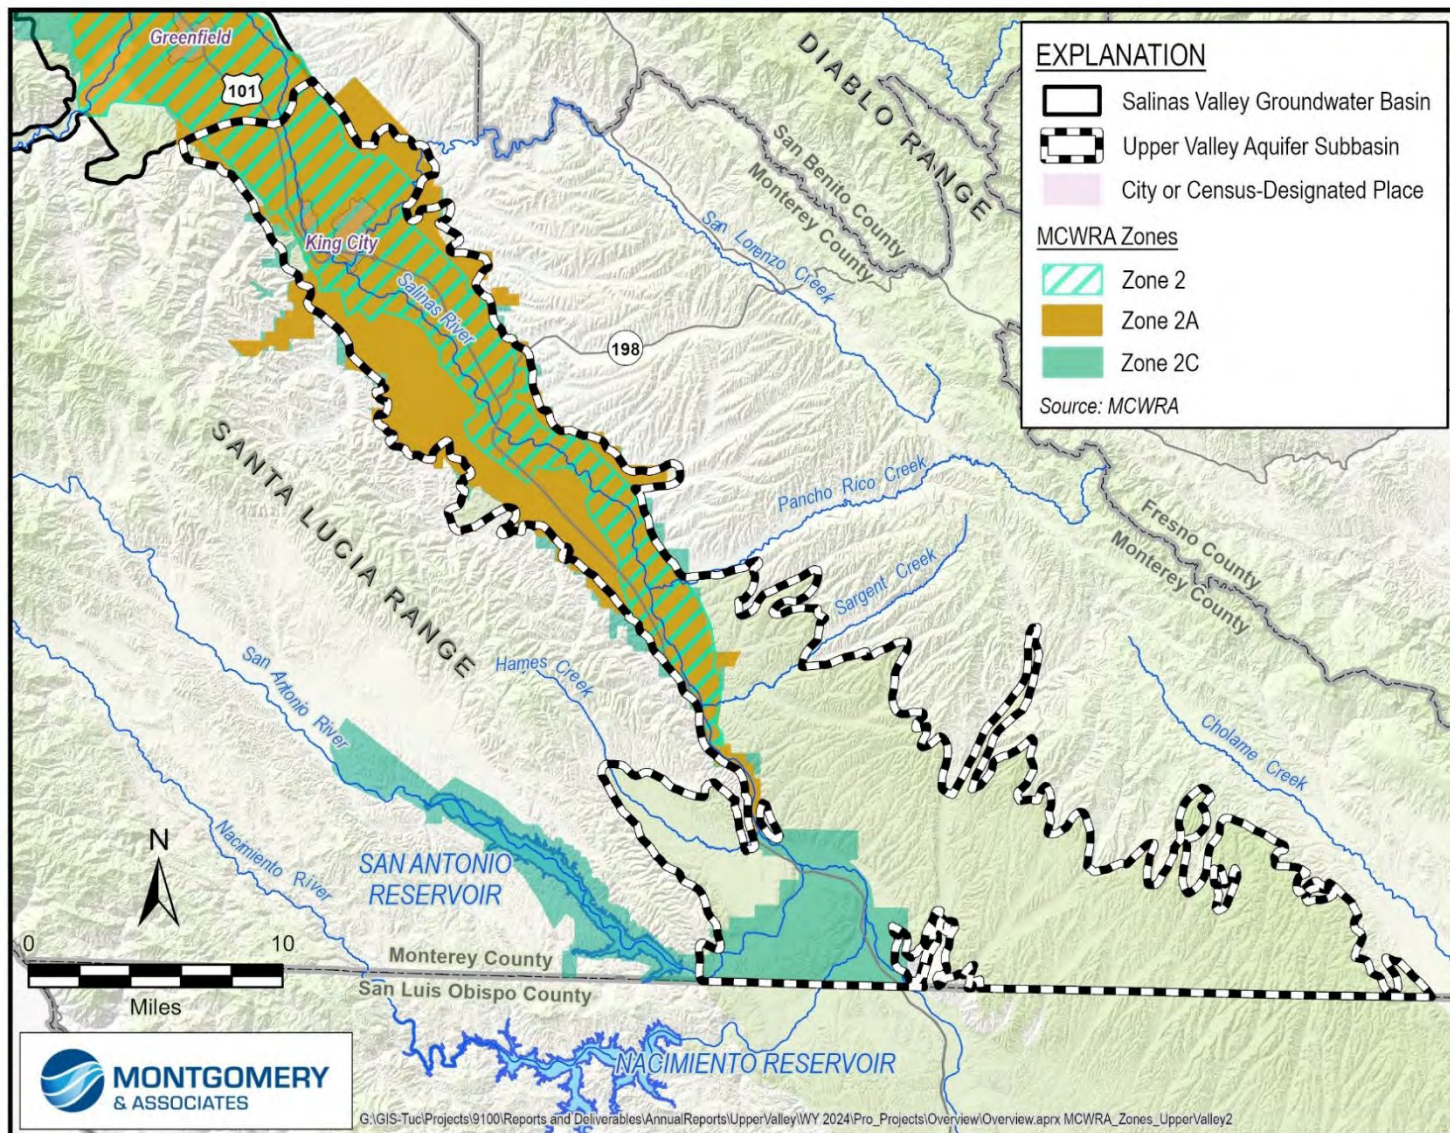 Greenfield
101
DIABLO RANGE
San Benito County
Monterey County
San Lorenzo Creek
King City
Salinas River
198
SANTA LUCIA RANGE
Pancho Rico Creek
Sargent Creek
Fresno County
Monterey County
Hames Creek
San Antonio River
Cholame Creek
Nacimiento River
SAN ANTONIO
RESERVOIR
Monterey County
San Luis Obispo County
NACIMIENTO RESERVOIR
N
0 10
Miles
EXPLANATION
Salinas Valley Groundwater Basin
Upper Valley Aquifer Subbasin
City or Census-Designated Place
MCWRA Zones
Zone 2
Zone 2A
Zone 2C
Source: MCWRA
MONTGOMERY
& ASSOCIATES
G:\GIS-Tuc\Projects\9100\Reports and Deliverables\AnnualReports\UpperValley\WY 2024\Pro_Projects\Overview\Overview.aprx MCWRA_Zones_UpperValley2